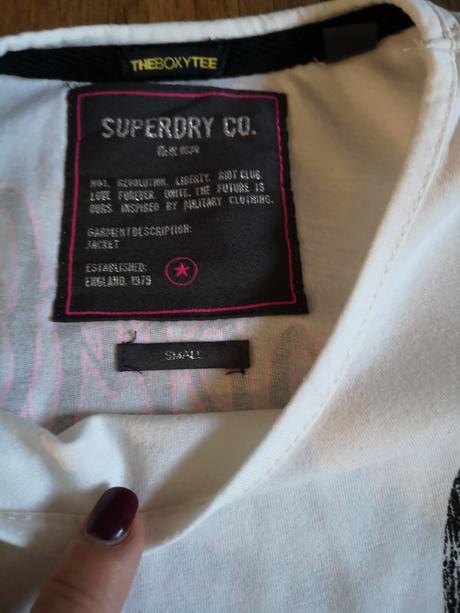 THEBOXYTEE
SUPERDRY CO.
REVOLUTION. LIBERTY. RIOT CLUB.
LOVE FOREVER. UNITE. THE FUTURE IS
OURS. INSPIRED BY MILITARY CLOTHING.
GARMENT DESCRIPTION:
JACKET
ESTABLISHED:
ENGLAND. 1979
SMALL